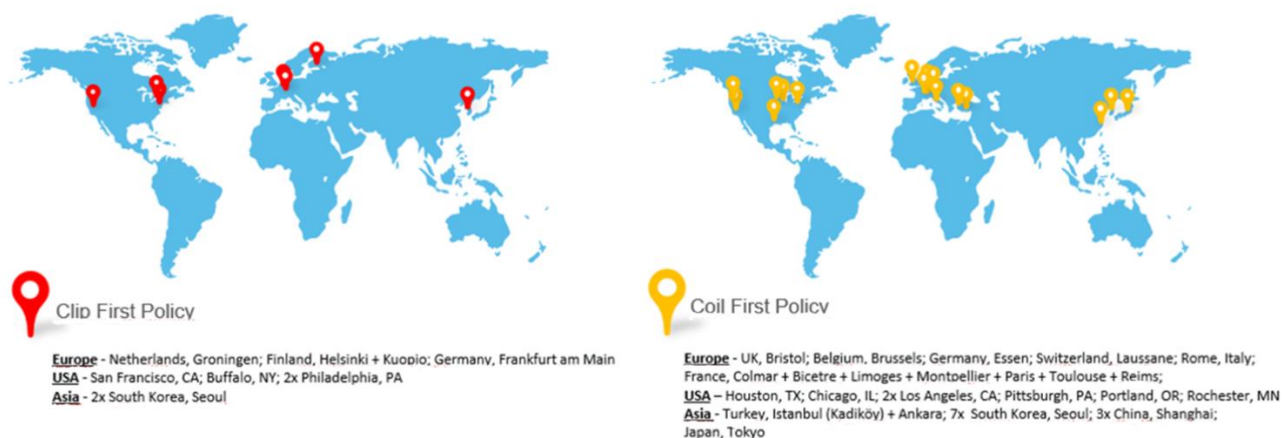 Clip First Policy
Europe - Netherlands, Groningen; Finland, Helsinki + Kuopio; Germany, Frankfurt am Main
USA - San Francisco, CA; Buffalo, NY; 2x Philadelphia, PA
Asia - 2x South Korea, Seoul
Coil First Policy
Europe - UK, Bristol; Belgium, Brussels; Germany, Essen; Switzerland, Laussane; Rome, Italy;
France, Colmar + Bicetre + Limoges + Montpellier + Paris + Toulouse + Reims;
USA – Houston, TX; Chicago, IL; 2x Los Angeles, CA; Pittsburgh, PA; Portland, OR; Rochester, MN
Asia - Turkey, Istanbul (Kadiköy) + Ankara; 7x South Korea, Seoul; 3x China, Shanghai;
Japan, Tokyo